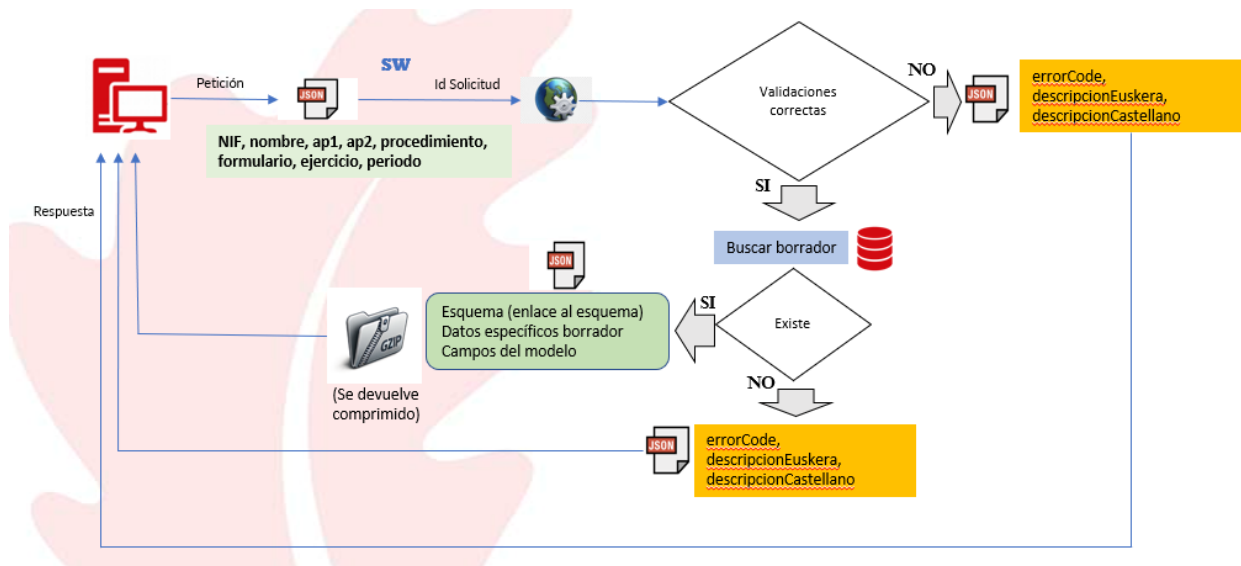 SW
Petición
JSON
Id Solicitud
NIF, nombre, ap1, ap2, procedimiento,
formulario, ejercicio, periodo
Validaciones
correctas
NO
JSON
errorCode,
descripcionEuskera,
descripcionCastellano
SI
Respuesta
Buscar borrador
JSON
Esquema (enlace al esquema)
Datos específicos borrador
Campos del modelo
SI
Existe
GZIP
(Se devuelve
comprimido)
NO
JSON
errorCode,
descripcionEuskera,
descripcionCastellano